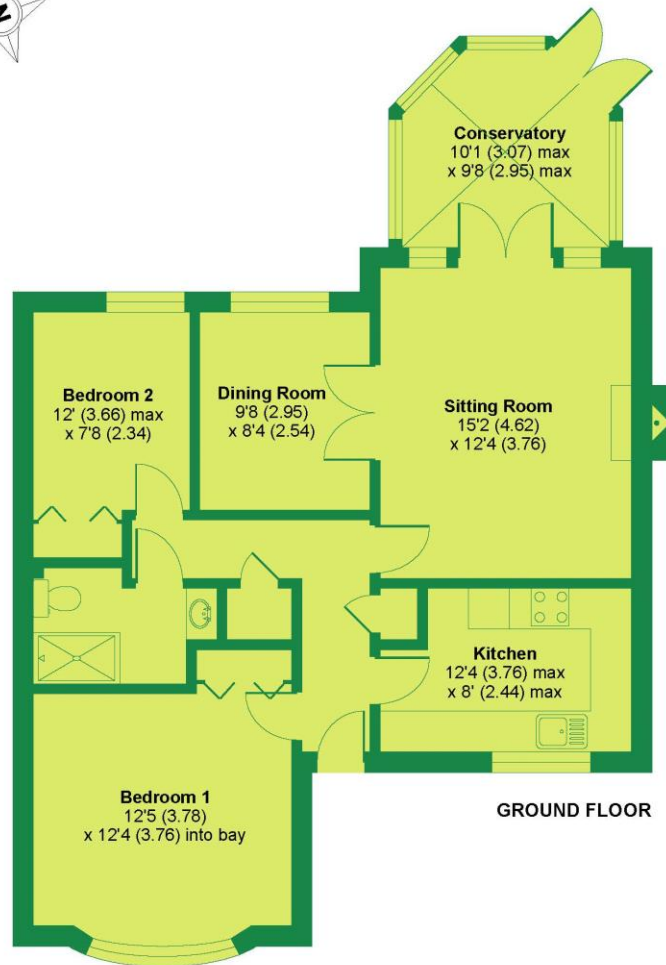 N
Conservatory
10'1 (3.07) max
x 9'8 (2.95) max
Bedroom 2
12' (3.66) max
x 7'8 (2.34)
Dining Room
9'8 (2.95)
x 8'4 (2.54)
Sitting Room
15'2 (4.62)
x 12'4 (3.76)
Kitchen
12'4 (3.76) max
x 8' (2.44) max
Bedroom 1
12'5 (3.78)
x 12'4 (3.76) into bay
GROUND FLOOR